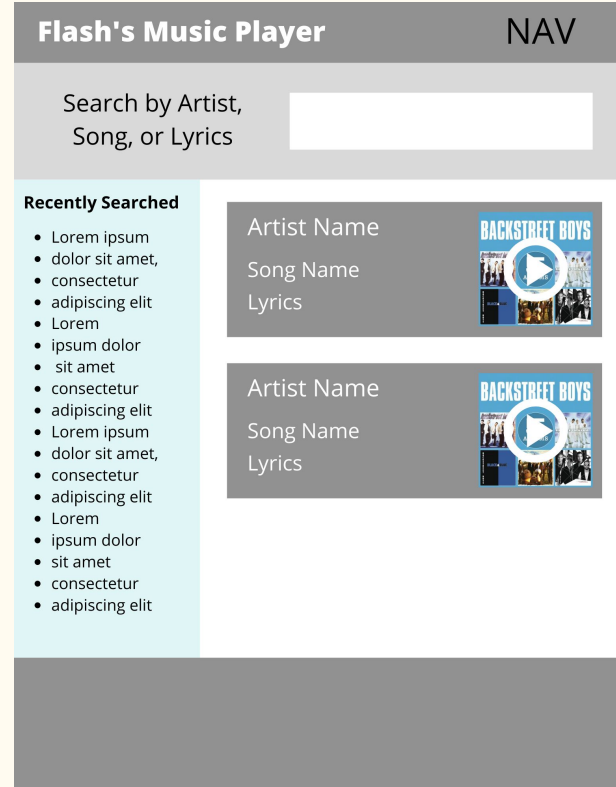 Flash's Music Player
NAV
Search by Artist,
Song, or Lyrics
Recently Searched
• Lorem ipsum
• dolor sit amet,
• consectetur
• adipiscing elit
• Lorem
• ipsum dolor
• sit amet
• consectetur
• adipiscing elit
• Lorem ipsum
• dolor sit amet,
• consectetur
• adipiscing elit
• Lorem
• ipsum dolor
• sit amet
• consectetur
• adipiscing elit
Artist Name
Song Name
Lyrics
BACKSTREET BOYS
Artist Name
Song Name
Lyrics
BACKSTREET BOYS